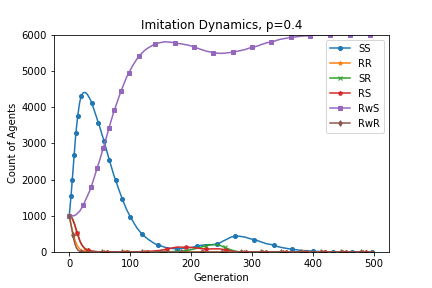 Imitation Dynamics, p=0.4
6000
5000
4000
3000
2000
1000
0
Count of Agents
SS
RR
SR
RS
RwS
RwR
0 100 200 300 400 500
Generation